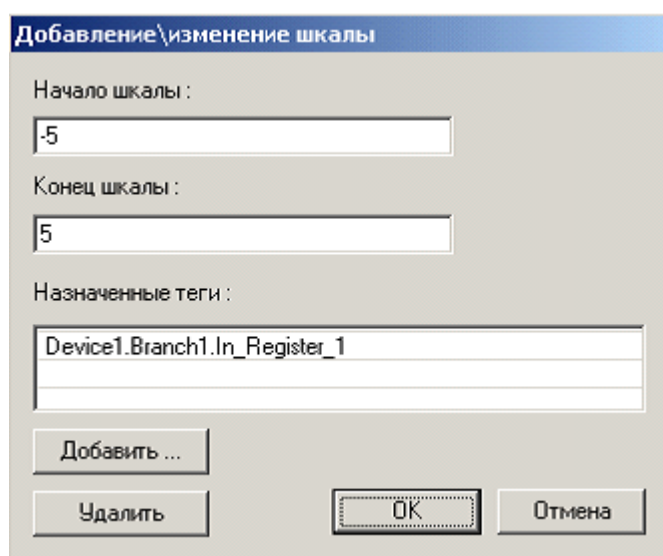 Добавление\изменение шкалы
Начало шкалы :
-5
Конец шкалы :
5
Назначенные теги :
Device1.Branch1.In_Register_1
Добавить ...
Удалить
OK
Отмена